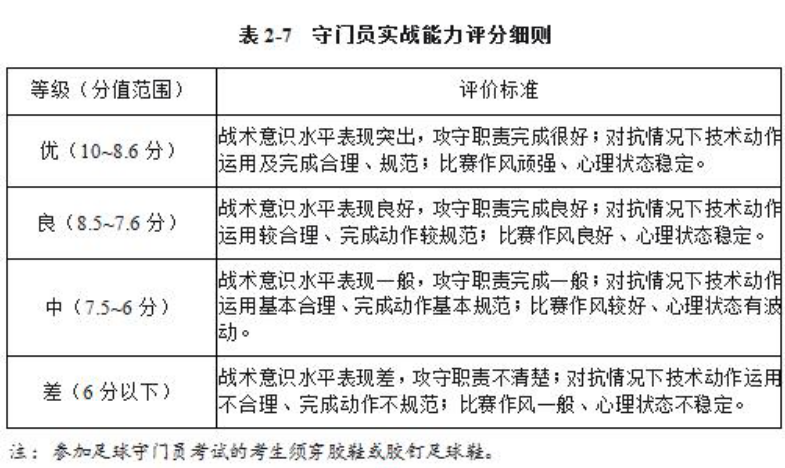 表 2-7 守门员实战能力评分细则
等级（分值范围）
评价标准
优（10~8.6 分）
战术意识水平表现突出，攻守职责完成很好；对抗情况下技术动作
运用及完成合理、规范；比赛作风顽强、心理状态稳定。
良（8.5~7.6 分）
战术意识水平表现良好，攻守职责完成良好；对抗情况下技术动作
运用较合理、完成动作较规范；比赛作风良好、心理状态稳定。
中（7.5~6 分）
战术意识水平表现一般，攻守职责完成一般；对抗情况下技术动作
运用基本合理、完成动作基本规范；比赛作风较好、心理状态有波
动。
差（6 分以下）
战术意识水平表现差，攻守职责不清楚；对抗情况下技术动作运用
不合理、完成动作不规范；比赛作风一般、心理状态不稳定。
注：参加足球守门员考试的考生须穿胶鞋或胶钉足球鞋。